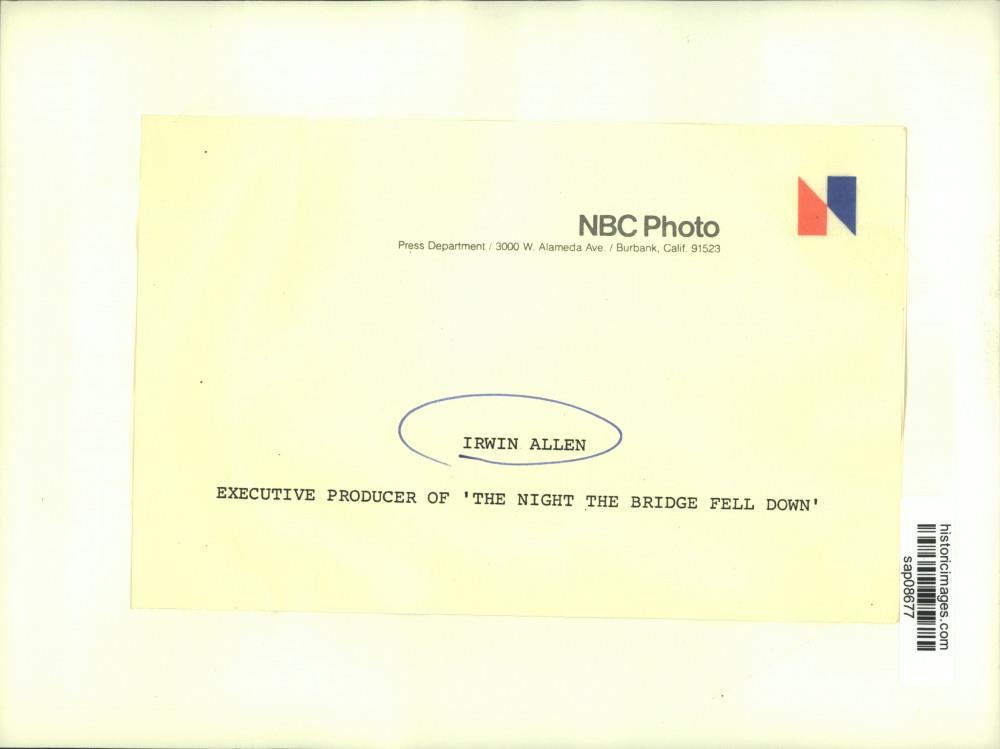 NBC Photo
Press Department / 3000 W. Alameda Ave. / Burbank, Calif. 91523
IRWIN ALLEN
EXECUTIVE PRODUCER OF 'THE NIGHT THE BRIDGE FELL DOWN'
historicimages.com
sap08677